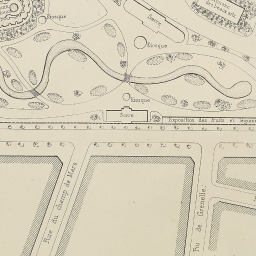 Kiosque
Serre
Kiosque
Kiosque
Serre
Exposition des fruits et légumes
Rue du Champ de Mars
de Grenelle